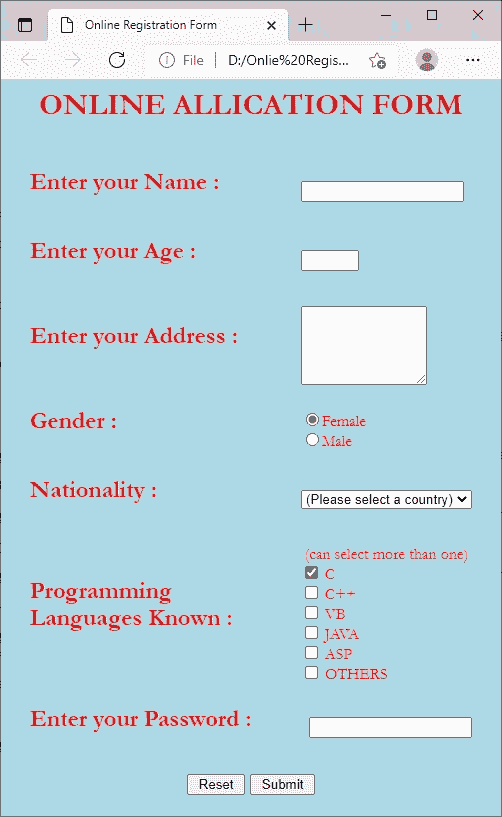 Online Registration Form
File | D:/Onlie%20Regis...
ONLINE ALLICATION FORM
Enter your Name :
Enter your Age :
Enter your Address :
Gender :
Female
Male
Nationality :
(Please select a country)
(can select more than one)
Programming
Languages Known :
C
C++
VB
JAVA
ASP
OTHERS
Enter your Password :
Reset Submit